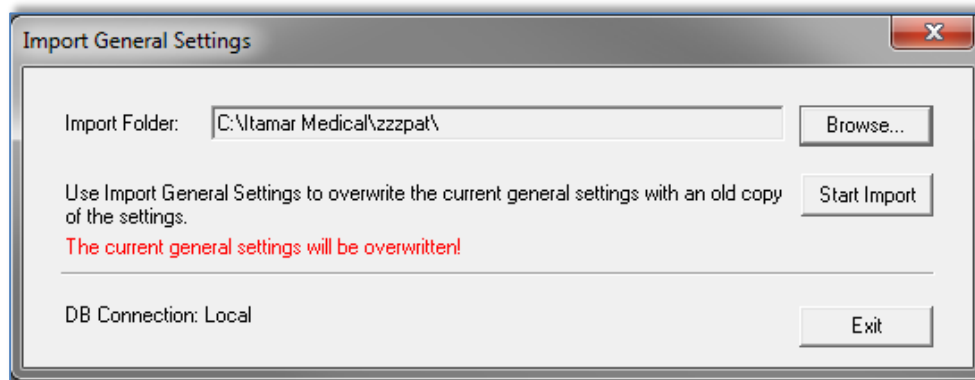 Import General Settings
Import Folder: C:\Itamar Medical\zzzpat\ Browse...
Use Import General Settings to overwrite the current general settings with an old copy
of the settings.
Start Import
The current general settings will be overwritten!
DB Connection: Local
Exit